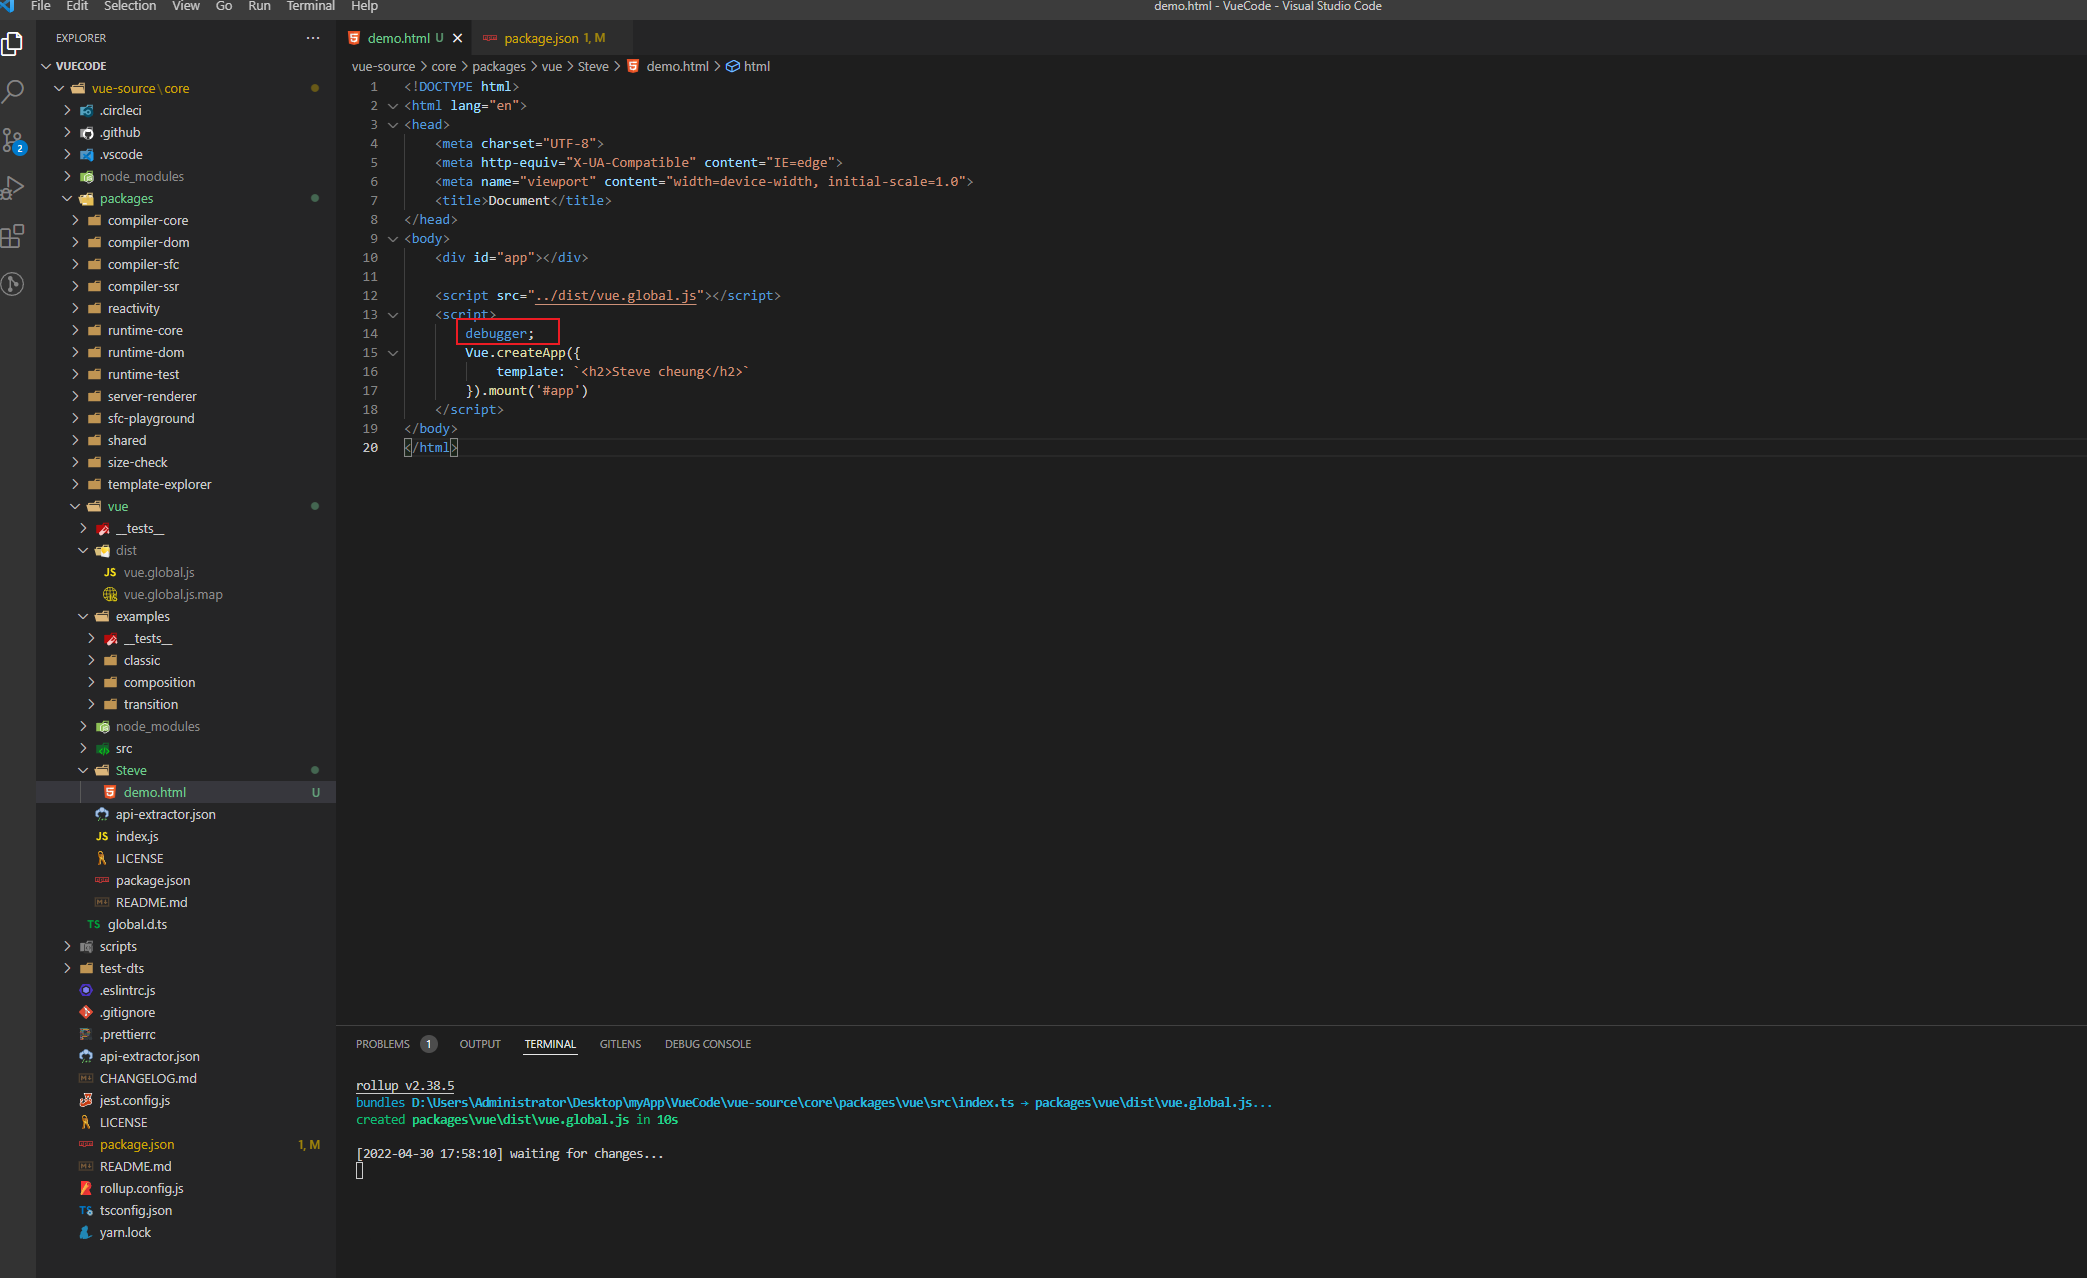 File Edit Selection View Go Run Terminal Help
demo.html - VueCode - Visual Studio Code
EXPLORER
VUECODE
vue-source\core
.circleci
.github
.vscode
node_modules
packages
compiler-core
compiler-dom
compiler-sfc
compiler-ssr
reactivity
runtime-core
runtime-dom
runtime-test
server-renderer
sfc-playground
shared
size-check
template-explorer
vue
__tests__
dist
JS vue.global.js
vue.global.js.map
examples
__tests__
classic
composition
transition
node_modules
src
Steve
demo.html U
api-extractor.json
JS index.js
LICENSE
package.json
README.md
TS global.d.ts
scripts
test-dts
.eslintrc.js
.gitignore
.prettierrc
api-extractor.json
CHANGELOG.md
jest.config.js
LICENSE
package.json 1, M
README.md
rollup.config.js
tsconfig.json
yarn.lock
2
demo.html U package.json 1, M
vue-source > core > packages > vue > Steve > demo.html > html
1 <!DOCTYPE html>
2 <html lang="en">
3 <head>
4 <meta charset="UTF-8">
5 <meta http-equiv="X-UA-Compatible" content="IE=edge">
6 <meta name="viewport" content="width=device-width, initial-scale=1.0">
7 <title>Document</title>
8 </head>
9 <body>
10 <div id="app"></div>
11
12 <script src="../dist/vue.global.js"></script>
13 <script>
14 debugger;
15 Vue.createApp({
16 template: `<h2>Steve cheung</h2>`
17 }).mount('#app')
18 </script>
19 </body>
20 </html>
PROBLEMS 1 OUTPUT TERMINAL GITLENS DEBUG CONSOLE
rollup v2.38.5
bundles D:\Users\Administrator\Desktop\myApp\VueCode\vue-source\core\packages\vue\src\index.ts → packages\vue\dist\vue.global.js...
created packages\vue\dist\vue.global.js in 10s
[2022-04-30 17:58:10] waiting for changes...